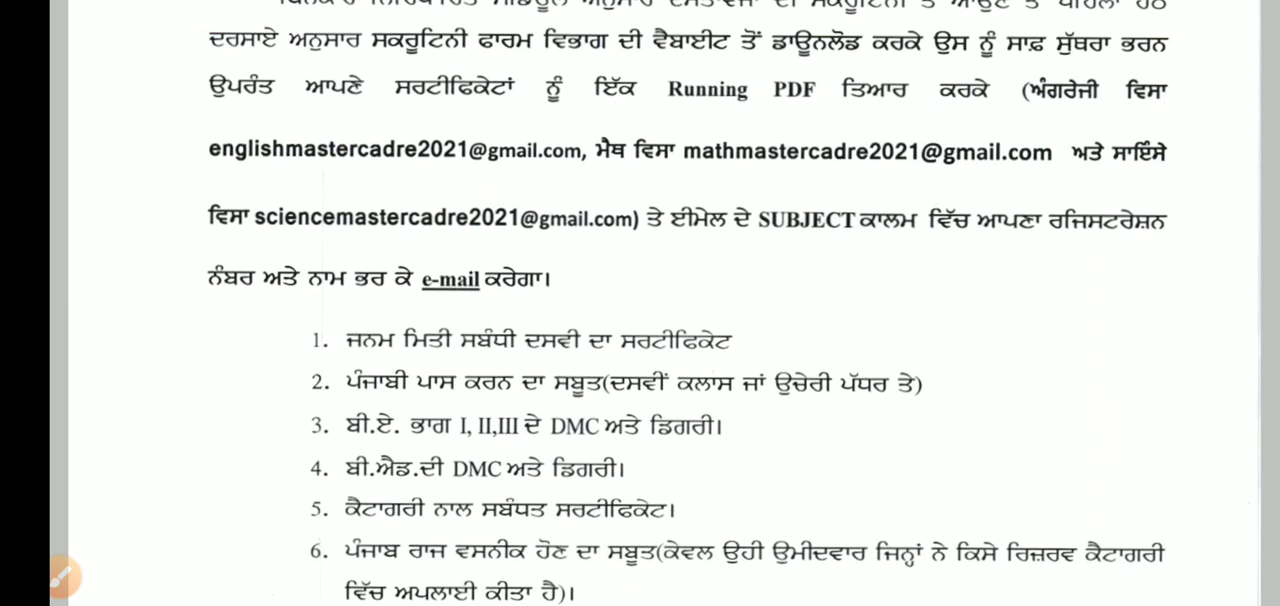 ਦਰਸਾਏ ਅਨੁਸਾਰ ਸਕਰੂਟਿਨੀ ਫਾਰਮ ਵਿਭਾਗ ਦੀ ਵੈਬਾਈਟ ਤੋਂ ਡਾਊਨਲੋਡ ਕਰਕੇ ਉਸ ਨੂੰ ਸਾਫ਼ ਸੁੱਥਰਾ ਭਰਨ
ਉਪਰੰਤ ਆਪਣੇ ਸਰਟੀਫਿਕੇਟਾਂ ਨੂੰ ਇੱਕ Running PDF ਤਿਆਰ ਕਰਕੇ (ਅੰਗਰੇਜੀ ਵਿਸਾ
englishmastercadre2021@gmail.com, ਮੈਥ ਵਿਸਾ mathmastercadre2021@gmail.com ਅਤੇ ਸਾਇੰਸੇ
ਵਿਸਾ sciencemastercadre2021@gmail.com) ਤੇ ਈਮੇਲ ਦੇ SUBJECT ਕਾਲਮ ਵਿੱਚ ਆਪਣਾ ਰਜਿਸਟਰੇਸ਼ਨ
ਨੰਬਰ ਅਤੇ ਨਾਮ ਭਰ ਕੇ e-mail ਕਰੇਗਾ।
1. ਜਨਮ ਮਿਤੀ ਸਬੰਧੀ ਦਸਵੀ ਦਾ ਸਰਟੀਫਿਕੇਟ
2. ਪੰਜਾਬੀ ਪਾਸ ਕਰਨ ਦਾ ਸਬੂਤ(ਦਸਵੀਂ ਕਲਾਸ ਜਾਂ ਉਚੇਰੀ ਪੱਧਰ ਤੇ)
3. ਬੀ.ਏ. ਭਾਗ I, II,III ਦੇ DMC ਅਤੇ ਡਿਗਰੀ।
4. ਬੀ.ਐਡ.ਦੀ DMC ਅਤੇ ਡਿਗਰੀ।
5. ਕੈਟਾਗਰੀ ਨਾਲ ਸਬੰਧਤ ਸਰਟੀਫਿਕੇਟ।
6. ਪੰਜਾਬ ਰਾਜ ਵਸਨੀਕ ਹੋਣ ਦਾ ਸਬੂਤ(ਕੇਵਲ ਉਹੀ ਉਮੀਦਵਾਰ ਜਿਨ੍ਹਾਂ ਨੇ ਕਿਸੇ ਰਿਜ਼ਰਵ ਕੈਟਾਗਰੀ
ਵਿੱਚ ਅਪਲਾਈ ਕੀਤਾ ਹੈ)।